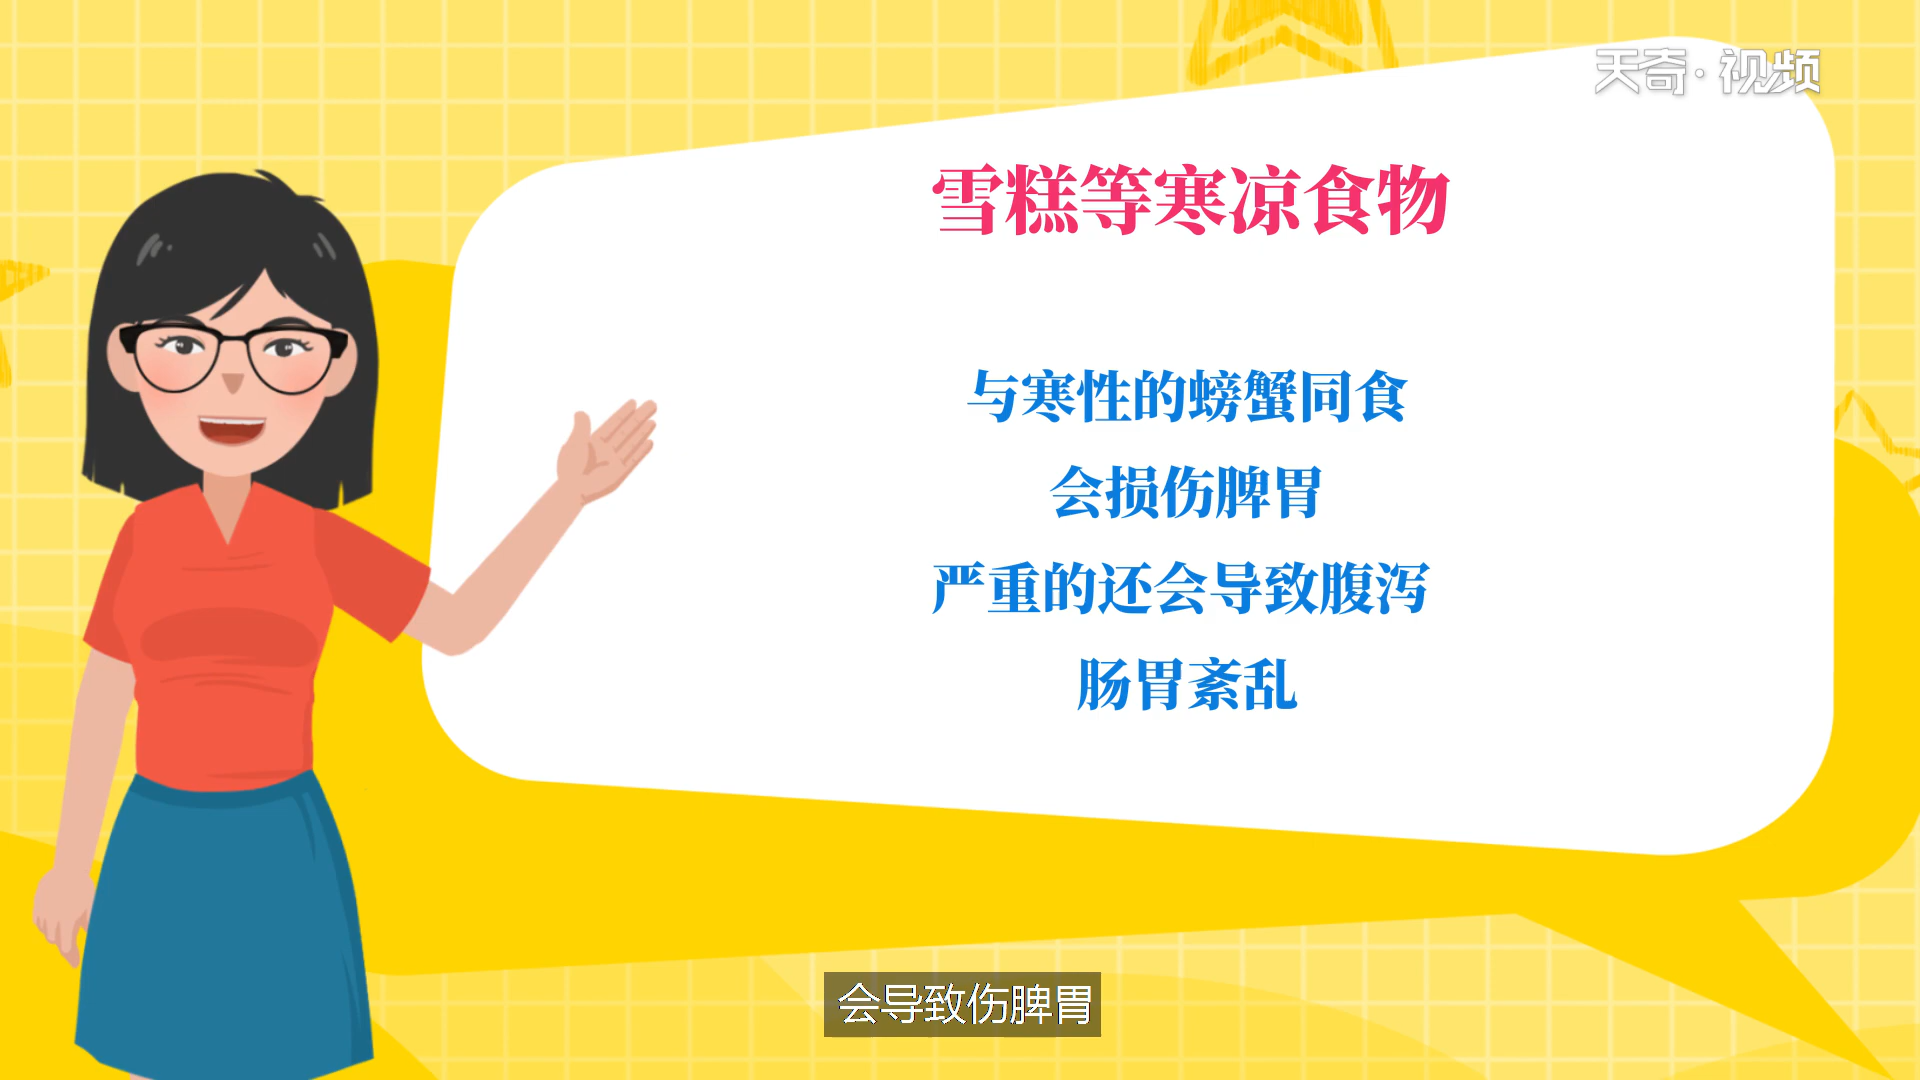 天奇·视频
雪糕等寒凉食物
与寒性的螃蟹同食
会损伤脾胃
严重的还会导致腹泻
肠胃紊乱
会导致伤脾胃